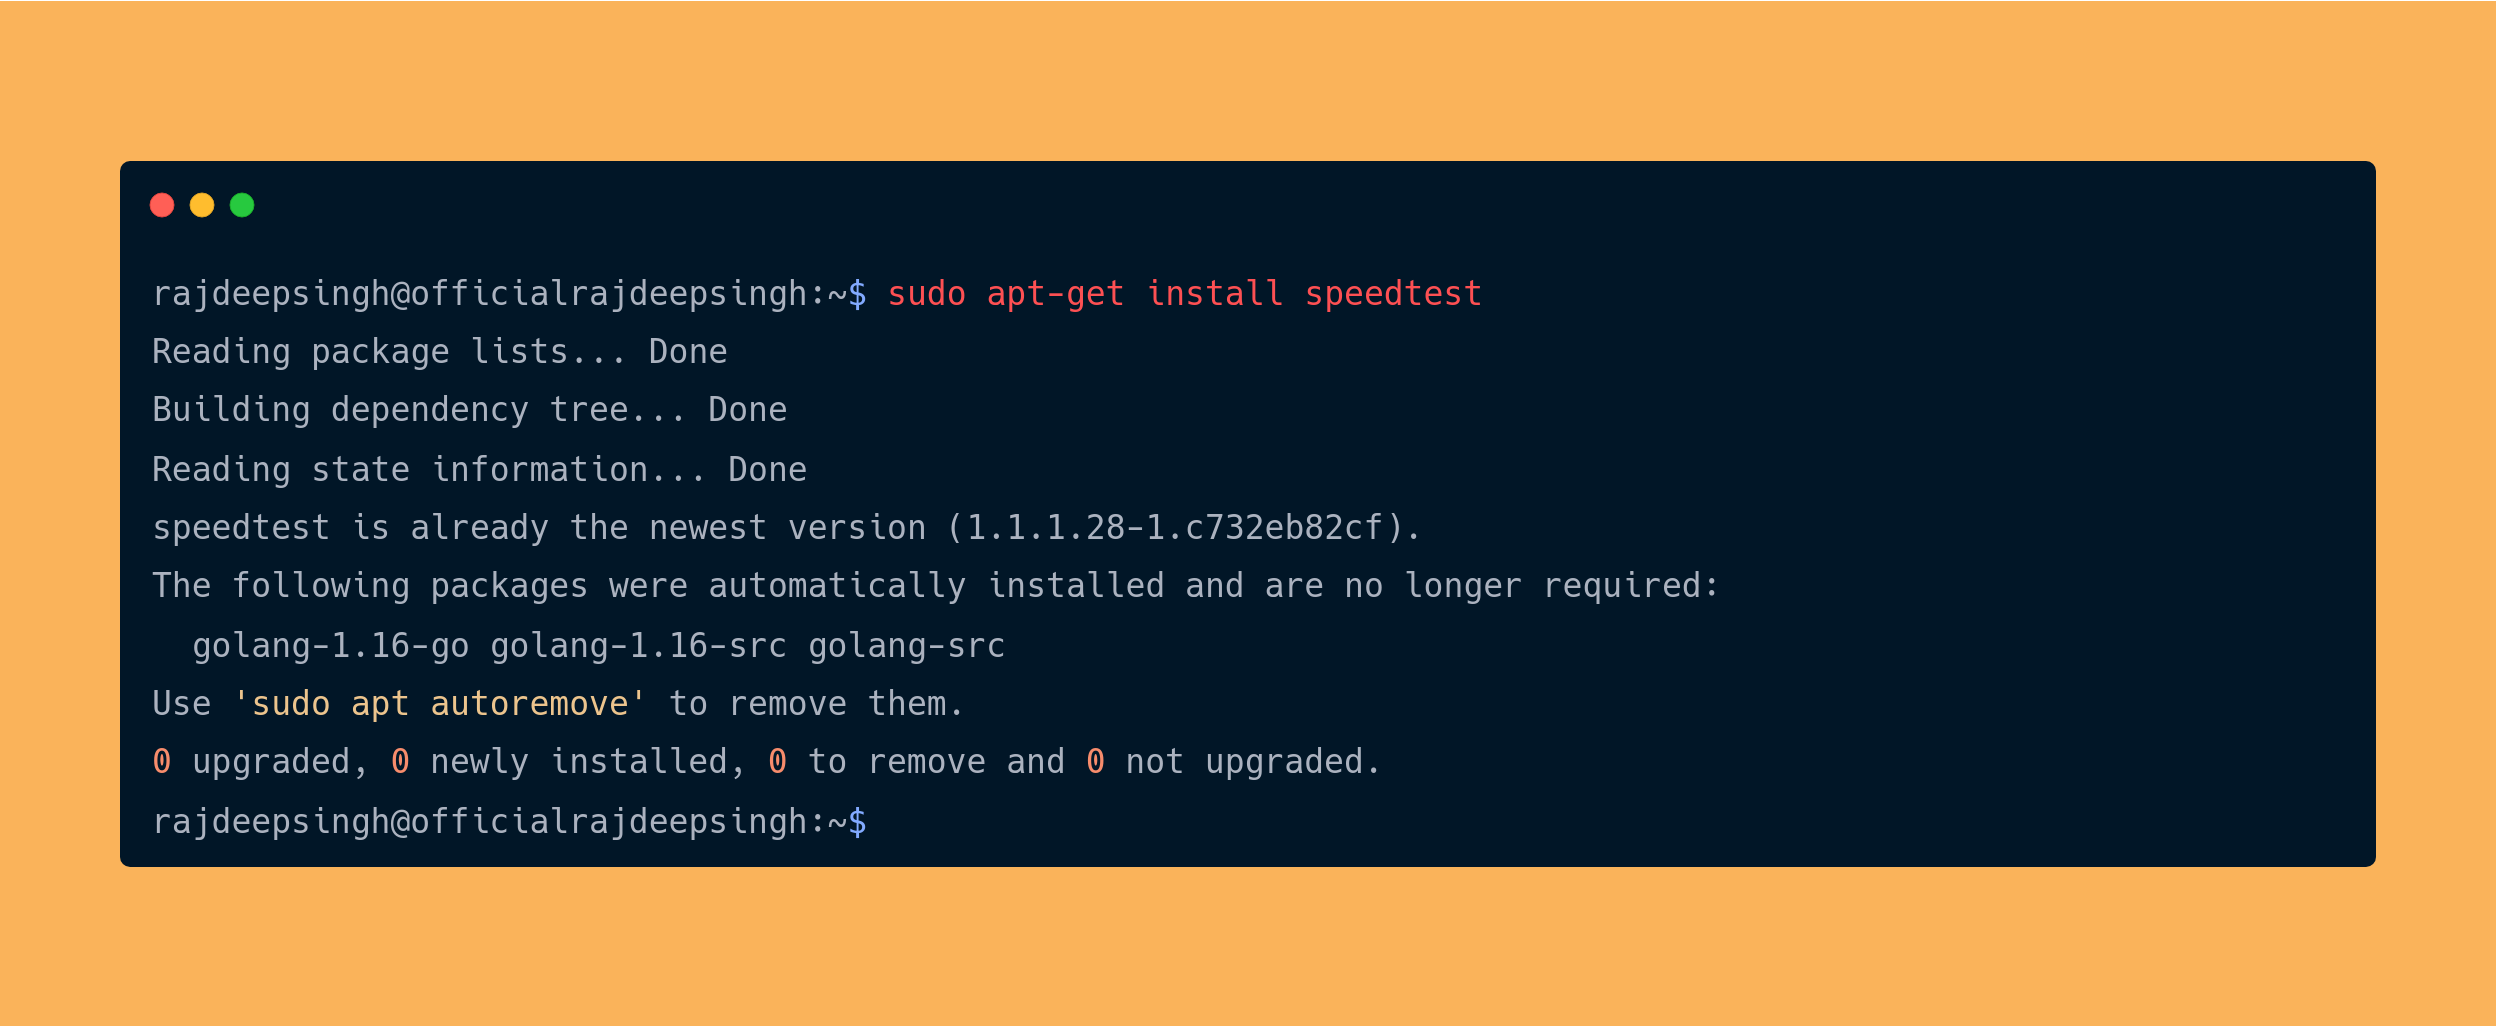 rajdeepsingh@officialrajdeepsingh:~$ sudo apt-get install speedtest
Reading package lists... Done
Building dependency tree... Done
Reading state information... Done
speedtest is already the newest version (1.1.1.28-1.c732eb82cf).
The following packages were automatically installed and are no longer required:
  golang-1.16-go golang-1.16-src golang-src
Use 'sudo apt autoremove' to remove them.
0 upgraded, 0 newly installed, 0 to remove and 0 not upgraded.
rajdeepsingh@officialrajdeepsingh:~$